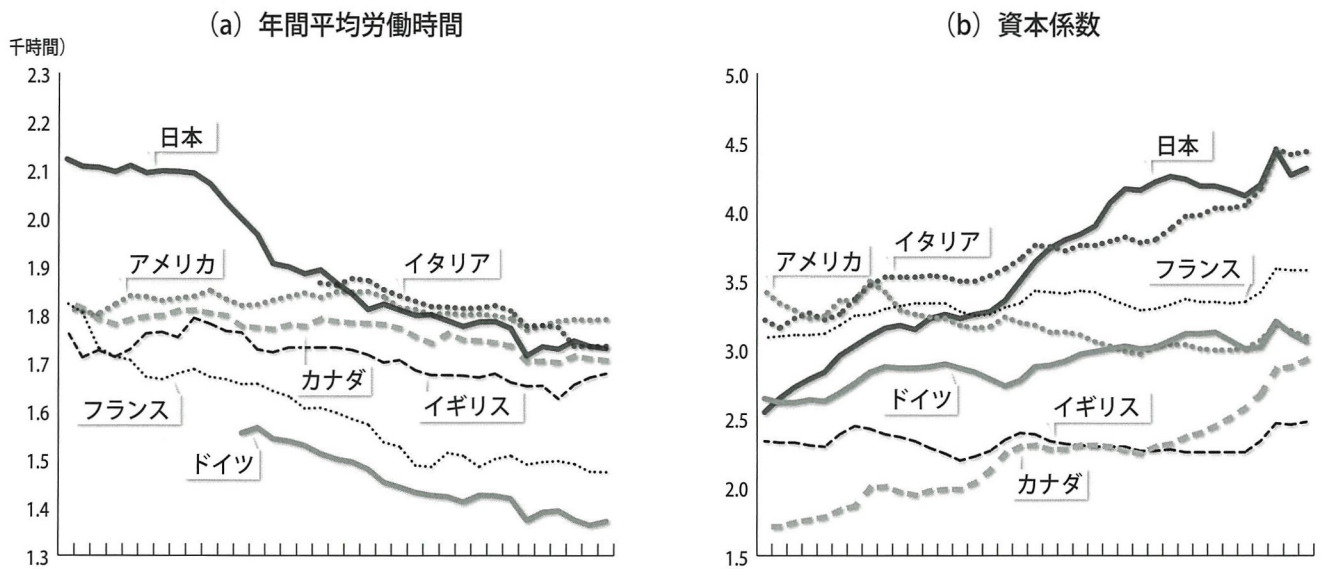 (a) 年間平均労働時間
千時間)
2.3
2.2
2.1
2.0
1.9
1.8
1.7
1.6
1.5
1.4
1.3
日本
アメリカ
イタリア
カナダ
フランス
イギリス
ドイツ
(b) 資本係数
5.0
4.5
4.0
3.5
3.0
2.5
2.0
1.5
日本
イタリア
アメリカ
フランス
ドイツ
イギリス
カナダ